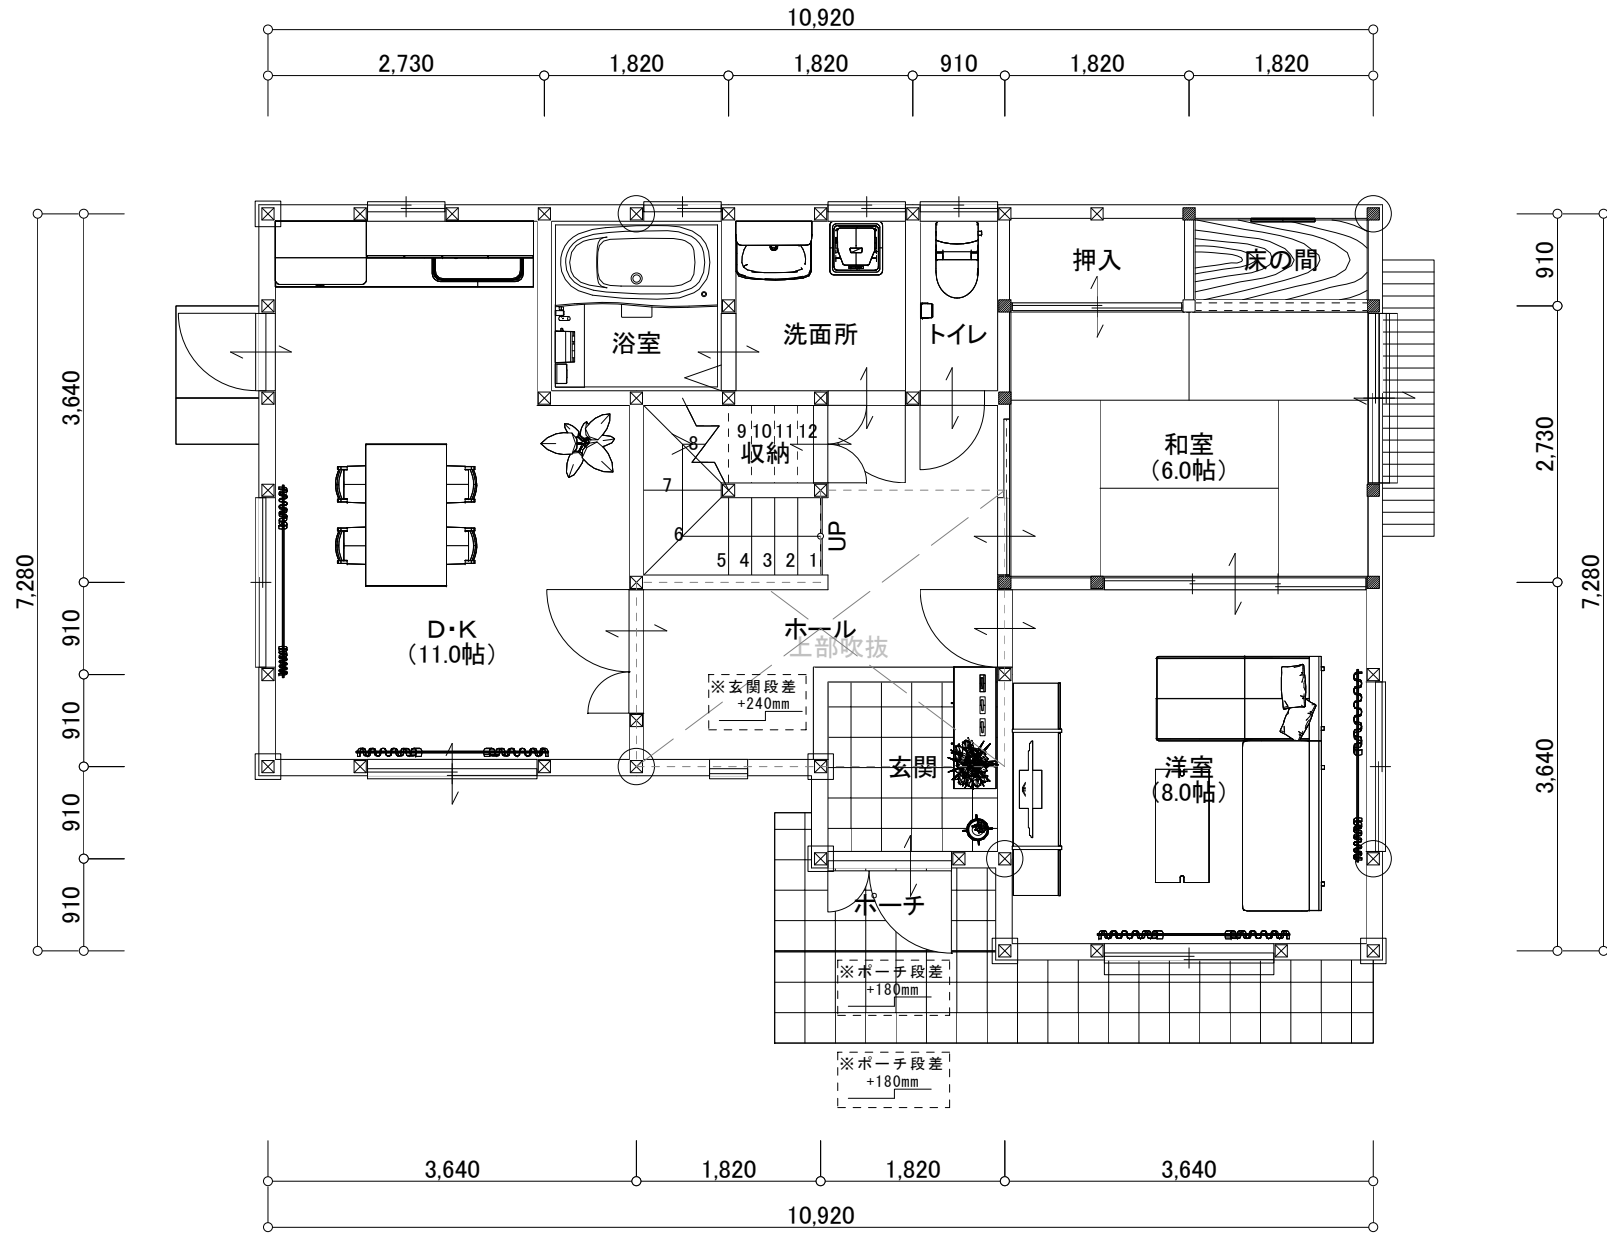 10,920
2,730
1,820
1,820
910
1,820
1,820
押入
床の間
浴室
洗面所
トイレ
910
3,640
2,730
7,280
7,280
9
10
11
12
8
収納
和室
(6.0帖)
7
6
5
4
3
2
1
UP
D・K
(11.0帖)
ホール
上部吹抜
910
910
910
910
3,640
※玄関段差
+240mm
玄関
洋室
(8.0帖)
ポーチ
※ポーチ段差
+180mm
※ポーチ段差
+180mm
3,640
1,820
1,820
3,640
10,920